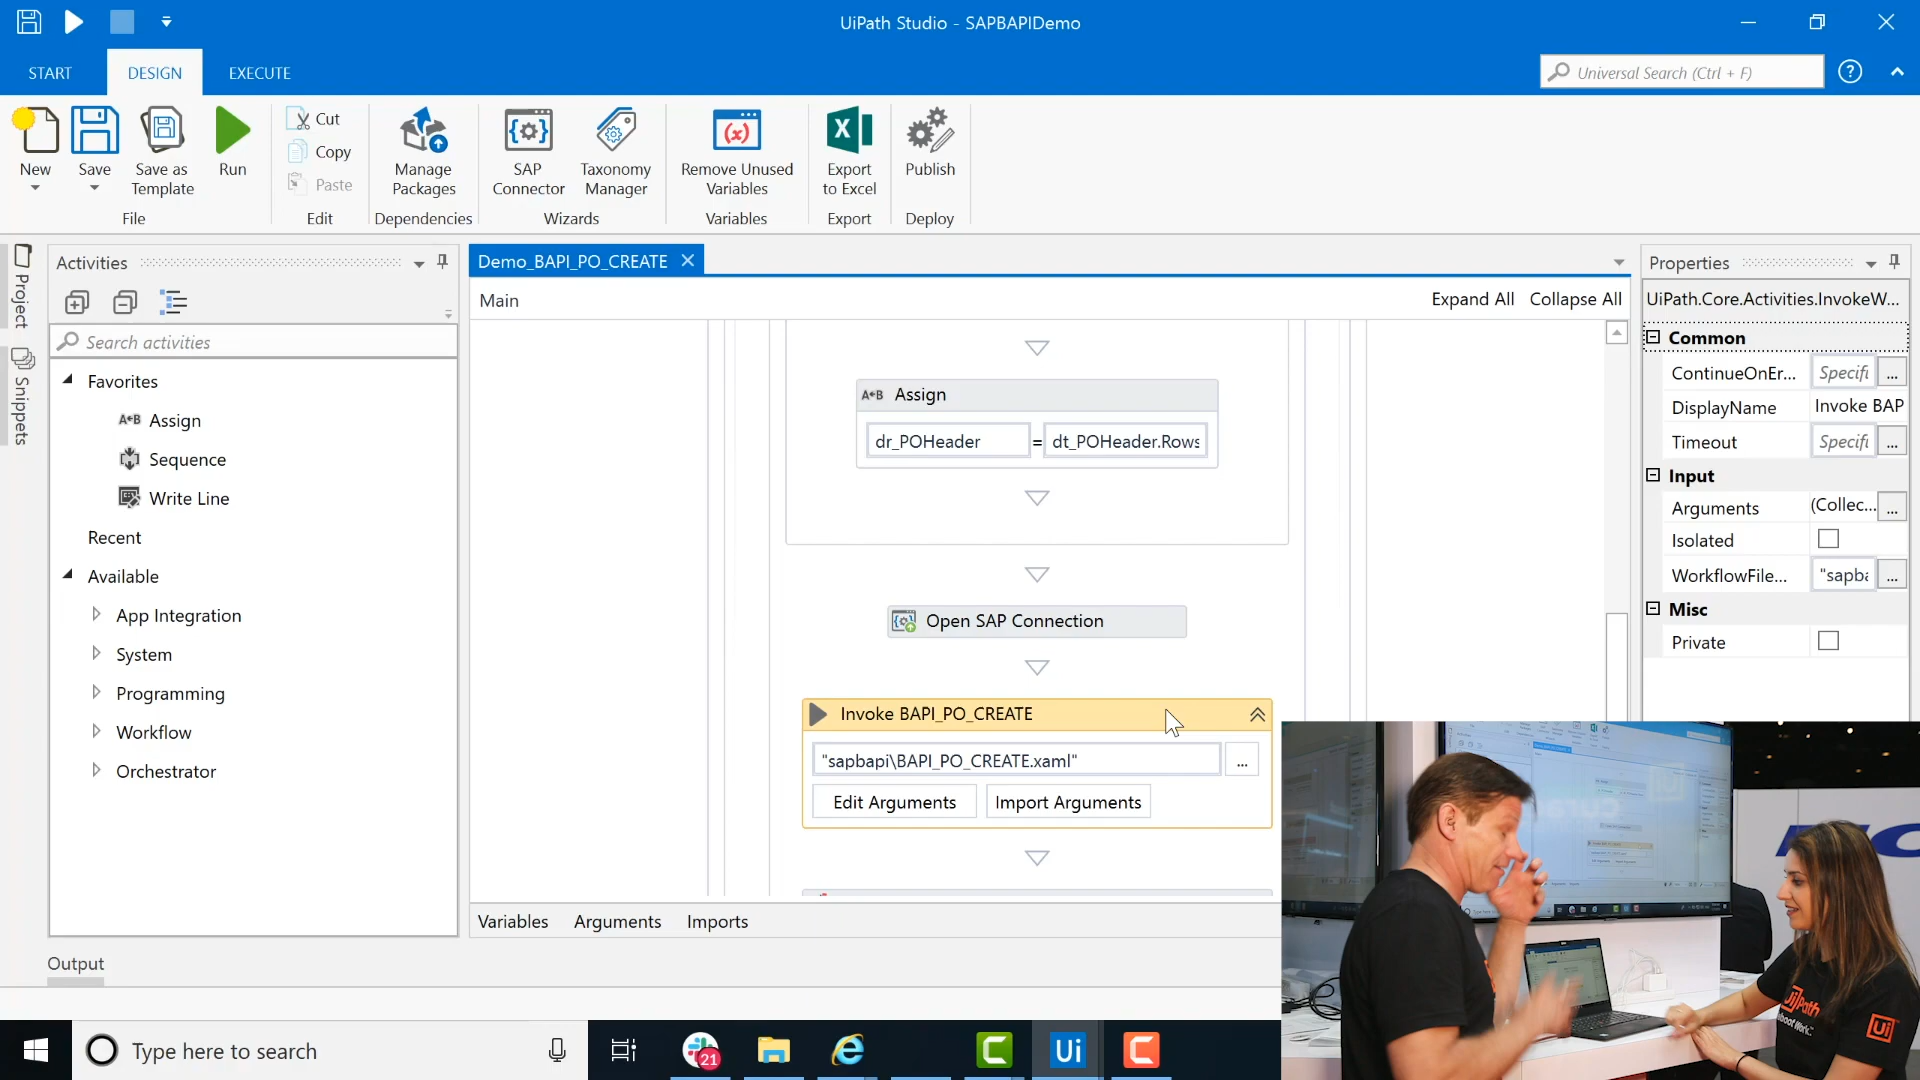 UiPath Studio - SAPBAPIDemo
START
DESIGN
EXECUTE
Universal Search (Ctrl + F)
New
Save
Save as Template
Run
Cut
Copy
Paste
Manage Packages
SAP Connector
Taxonomy Manager
Remove Unused Variables
Export to Excel
Publish
File
Edit
Dependencies
Wizards
Variables
Export
Deploy
Project
Snippets
Activities
Search activities
Favorites
A B Assign
Sequence
Write Line
Recent
Available
App Integration
System
Programming
Workflow
Orchestrator
Demo_BAPI_PO_CREATE
Main
Expand All
Collapse All
A B Assign
dr_POHeader = dt_POHeader.Rows
Open SAP Connection
Invoke BAPI_PO_CREATE
"sapbapi\BAPI_PO_CREATE.xaml"
...
Edit Arguments
Import Arguments
Variables
Arguments
Imports
Properties
UiPath.Core.Activities.InvokeW...
Common
ContinueOnEr... Specifi ...
DisplayName Invoke BAP
Timeout Specifi ...
Input
Arguments (Collec... ...
Isolated
WorkflowFile... "sapba ...
Misc
Private
Output
Type here to search
21
Ui
UiPath
Reboot Work.
Ui